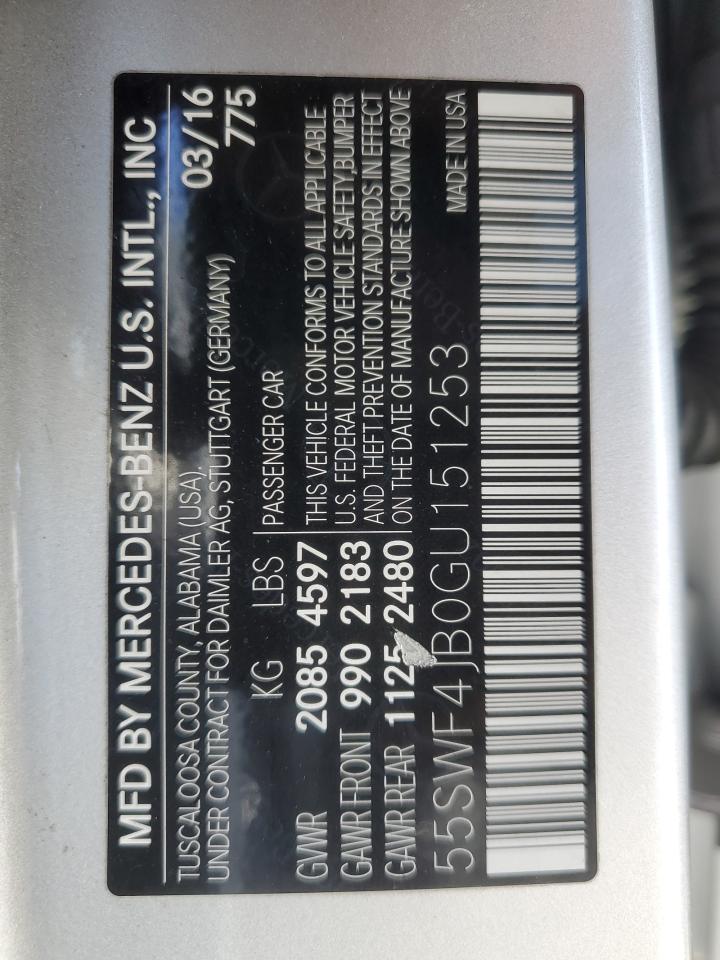 MFD BY MERCEDES-BENZ U.S. INTL., INC
TUSCALOOSA COUNTY, ALABAMA (USA),
UNDER CONTRACT FOR DAIMLER AG, STUTTGART (GERMANY)
03/16
775
KG LBS
GVWR 2085 4597
GAWR FRONT 990 2183
GAWR REAR 1125 2480
PASSENGER CAR
THIS VEHICLE CONFORMS TO ALL APPLICABLE
U.S. FEDERAL MOTOR VEHICLE SAFETY,BUMPER
AND THEFT PREVENTION STANDARDS IN EFFECT
ON THE DATE OF MANUFACTURE SHOWN ABOVE
MADE IN USA
55SWF4JB0GU151253